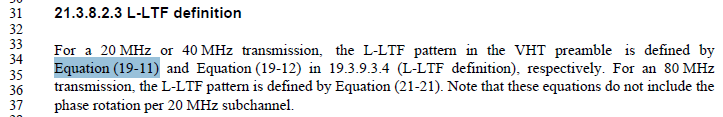 31 21.3.8.2.3 L-LTF definition
32
33 For a 20 MHz or 40 MHz transmission, the L-LTF pattern in the VHT preamble is defined by
34 Equation (19-11) and Equation (19-12) in 19.3.9.3.4 (L-LTF definition), respectively. For an 80 MHz
35 transmission, the L-LTF pattern is defined by Equation (21-21). Note that these equations do not include the
36 phase rotation per 20 MHz subchannel.
37